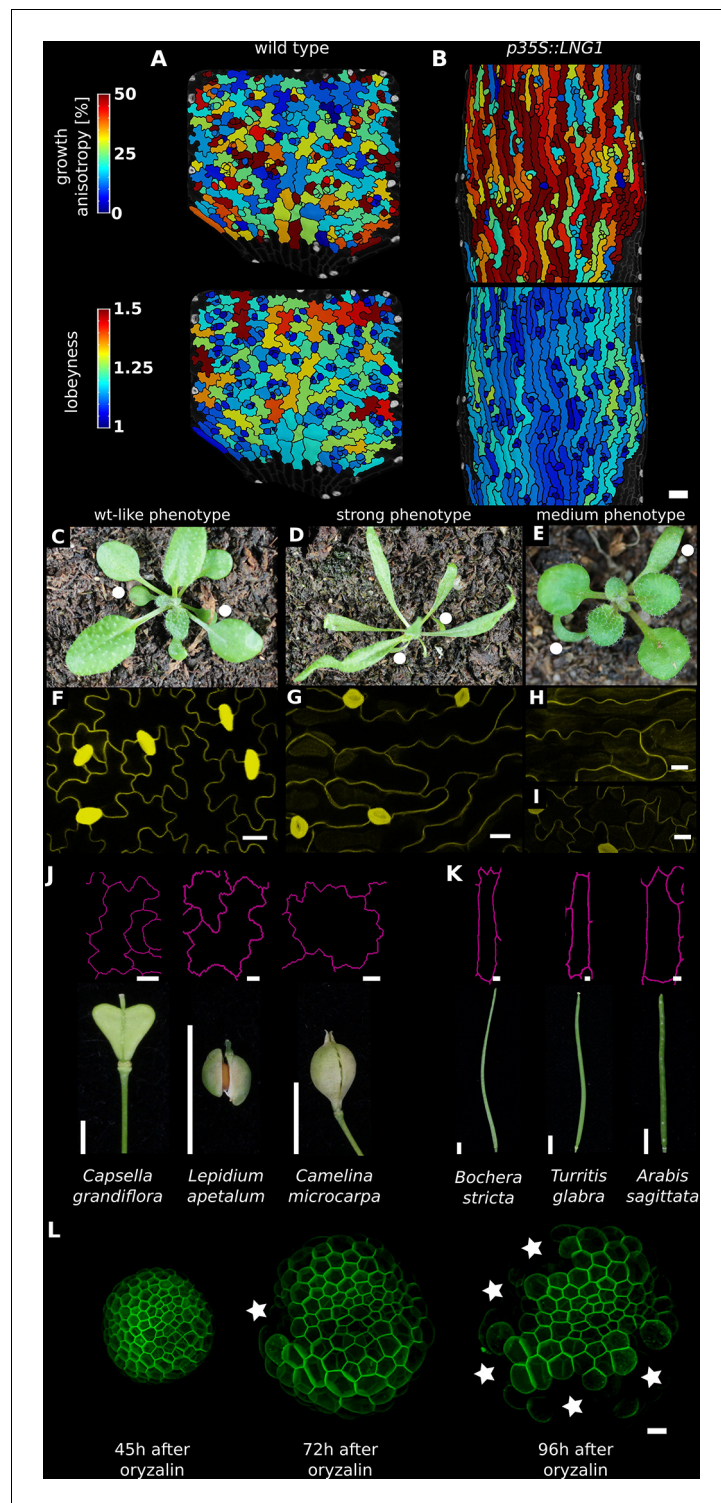 wild type
p35S::LNG1
A
B
growth
anisotropy [%]
50
25
0
lobeyness
1.5
1.25
1
wt-like phenotype
strong phenotype
medium phenotype
C
D
E
F
G
H
I
J
K
Capsella
grandiflora
Lepidium
apetalum
Camelina
microcarpa
Bochera
stricta
Turritis
glabra
Arabis
sagittata
L
45h after
oryzalin
72h after
oryzalin
96h after
oryzalin